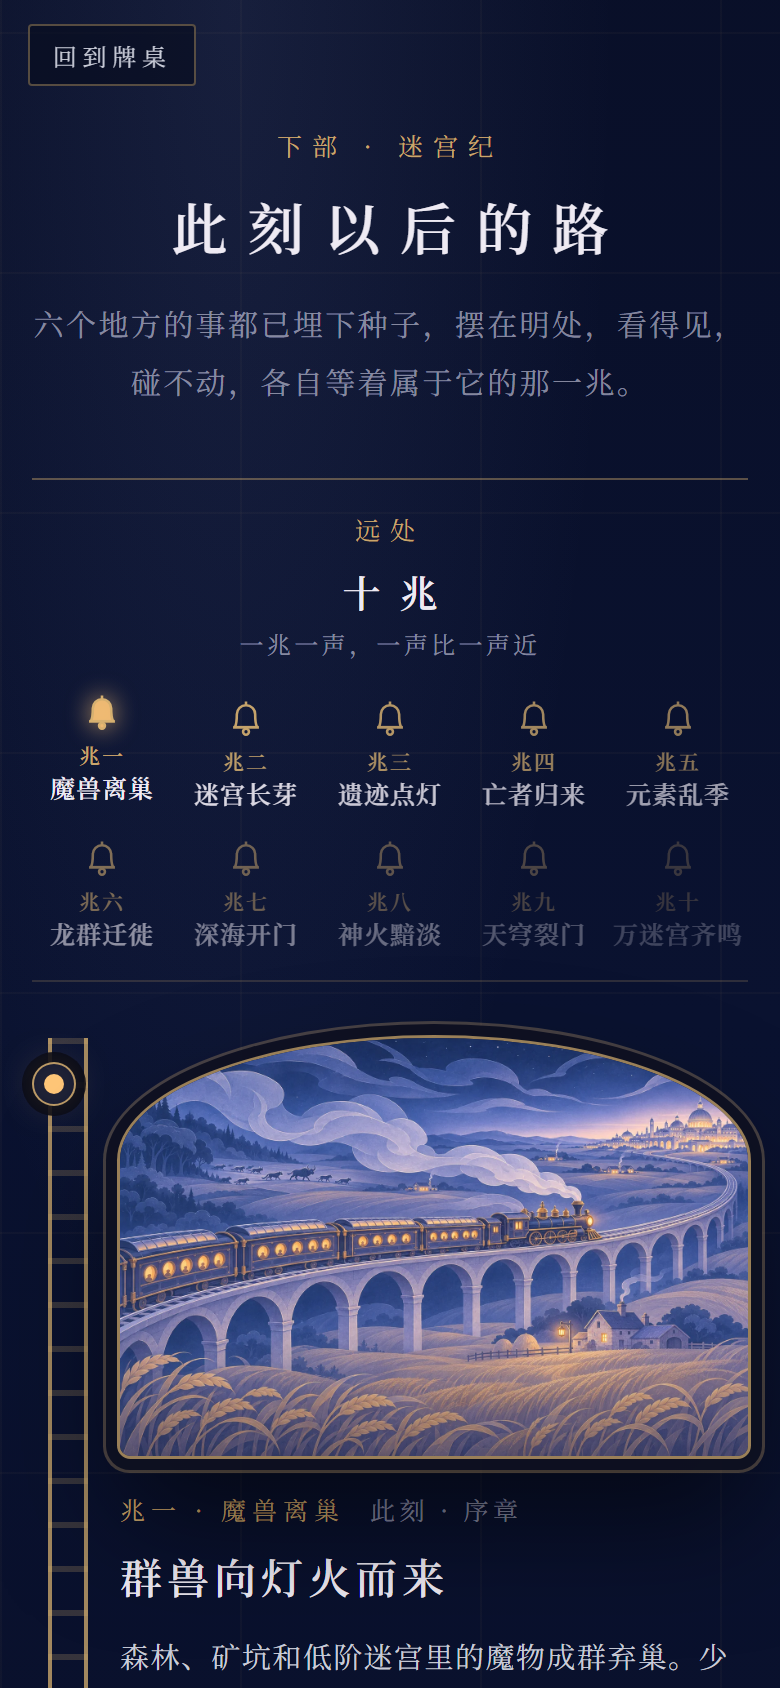 回到牌桌
下部 · 迷宫纪
此刻以后的路
六个地方的事都已埋下种子，摆在明处，看得见，
碰不动，各自等着属于它的那一兆。
远处
十兆
一兆一声，一声比一声近
兆一 兆二 兆三 兆四 兆五
魔兽离巢 迷宫长芽 遗迹点灯 亡者归来 元素乱季
兆六 兆七 兆八 兆九 兆十
龙群迁徙 深海开门 神火黯淡 天穹裂门 万迷宫齐鸣
兆一 · 魔兽离巢 此刻 · 序章
群兽向灯火而来
森林、矿坑和低阶迷宫里的魔物成群弃巢。少